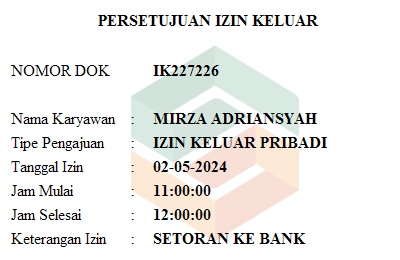 PERSETUJUAN IZIN KELUAR
NOMOR DOK IK227226
Nama Karyawan : MIRZA ADRIANSYAH
Tipe Pengajuan : IZIN KELUAR PRIBADI
Tanggal Izin : 02-05-2024
Jam Mulai : 11:00:00
Jam Selesai : 12:00:00
Keterangan Izin : SETORAN KE BANK